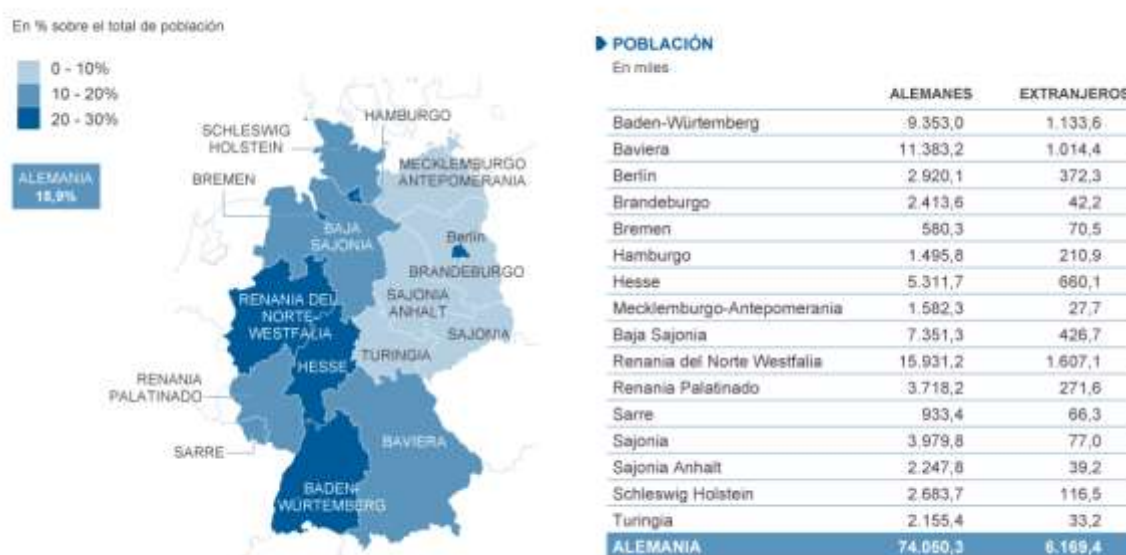 En % sobre el total de población
0 - 10%
10 - 20%
20 - 30%
ALEMANIA
18,9%
SCHLESWIG
HOLSTEIN
HAMBURGO
MECKLEMBURGO
ANTEPOMERANIA
BREMEN
BAJA
SAJONIA
Berlín
BRANDEBURGO
RENANIA DEL
NORTE-
WESTFALIA
SAJONIA
ANHALT
SAJONIA
TURINGIA
HESSE
RENANIA
PALATINADO
SARRE
BAVIERA
BADEN-
WÜRTEMBERG
POBLACIÓN
En miles
ALEMANES EXTRANJEROS
Baden-Würtemberg 9.353,0 1.133,6
Baviera 11.383,2 1.014,4
Berlín 2.920,1 372,3
Brandeburgo 2.413,6 42,2
Bremen 580,3 70,5
Hamburgo 1.495,8 210,9
Hesse 5.311,7 660,1
Mecklemburgo-Antepomerania 1.582,3 27,7
Baja Sajonia 7.351,3 426,7
Renania del Norte Westfalia 15.931,2 1.607,1
Renania Palatinado 3.718,2 271,6
Sarre 933,4 66,3
Sajonia 3.979,8 77,0
Sajonia Anhalt 2.247,8 39,2
Schleswig Holstein 2.683,7 116,5
Turingia 2.155,4 33,2
ALEMANIA 74.060,3 6.169,4